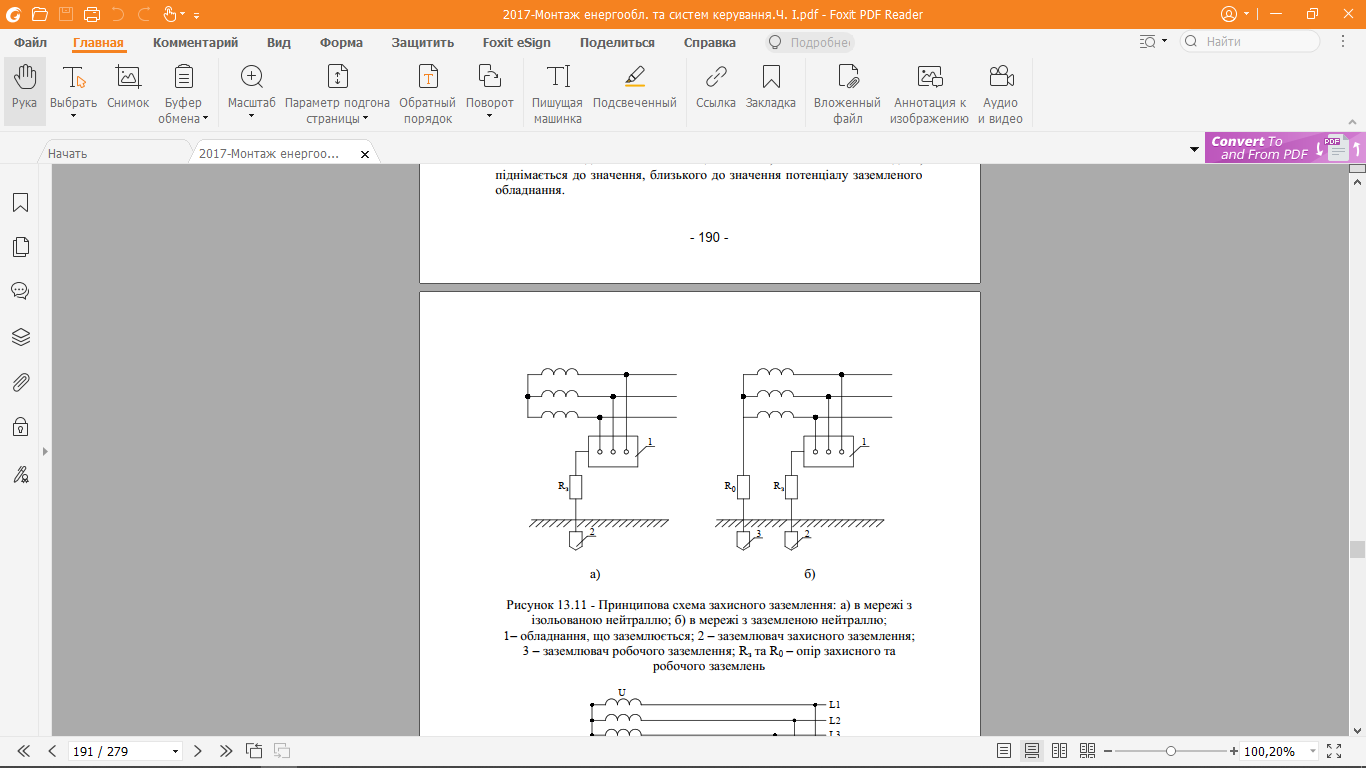 2017-Монтаж енергообл. та систем керування.Ч. I.pdf - Foxit PDF Reader
Файл Главная Комментарий Вид Форма Защитить Foxit eSign Поделиться Справка Подробнее Найти
Рука Выбрать Снимок Буфер обмена Масштаб Параметр подгона страницы Обратный порядок Поворот Пишущая машинка Подсвеченный Ссылка Закладка Вложенный файл Аннотация к изображению Аудио и видео
Начать 2017-Монтаж енергоо... Convert To and From PDF PDF
піднімається до значення, близького до значення потенціалу заземленого
обладнання.
- 190 -
1 1
Rз R0 Rз
2 3 2
а) б)
Рисунок 13.11 - Принципова схема захисного заземлення: а) в мережі з
ізольованою нейтраллю; б) в мережі з заземленою нейтраллю;
1– обладнання, що заземлюється; 2 – заземлювач захисного заземлення;
3 – заземлювач робочого заземлення; Rз та R0 – опір захисного та
робочого заземлень
U
L1
L2
L3
191 / 279 100,20%